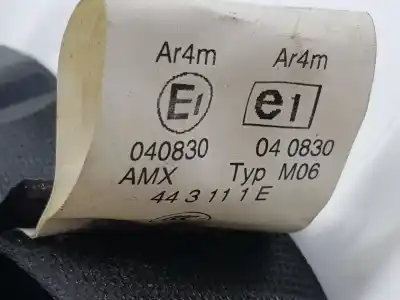 Ar4m Ar4m
E1 e1
040830 04 0830
AMX Typ M06
44 3 11 1 E